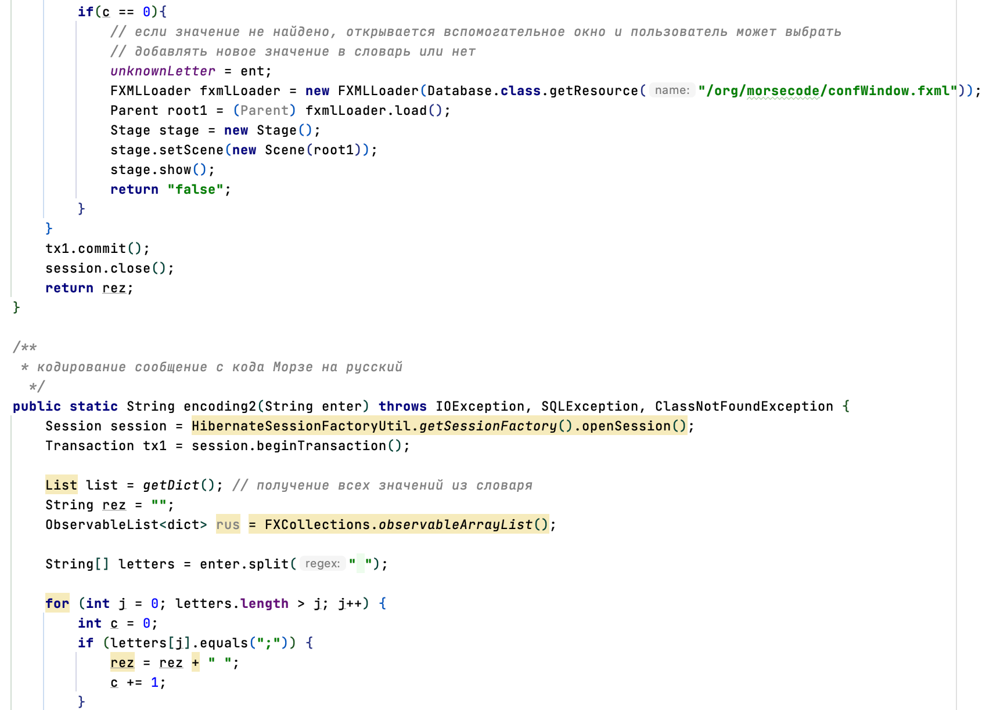 if(c == 0){
// если значение не найдено, открывается вспомогательное окно и пользователь может выбрать
// добавлять новое значение в словарь или нет
unknownLetter = ent;
FXMLLoader fxmlLoader = new FXMLLoader(Database.class.getResource( name: "/org/morsecode/confWindow.fxml"));
Parent root1 = (Parent) fxmlLoader.load();
Stage stage = new Stage();
stage.setScene(new Scene(root1));
stage.show();
return "false";
}
}
tx1.commit();
session.close();
return rez;
}
/**
* кодирование сообщение с кода Морзе на русский
*/
public static String encoding2(String enter) throws IOException, SQLException, ClassNotFoundException {
Session session = HibernateSessionFactoryUtil.getSessionFactory().openSession();
Transaction tx1 = session.beginTransaction();
List list = getDict(); // получение всех значений из словаря
String rez = "";
ObservableList<dict> rus = FXCollections.observableArrayList();
String[] letters = enter.split( regex: " ");
for (int j = 0; letters.length > j; j++) {
int c = 0;
if (letters[j].equals(";")) {
rez = rez + " ";
c += 1;
}